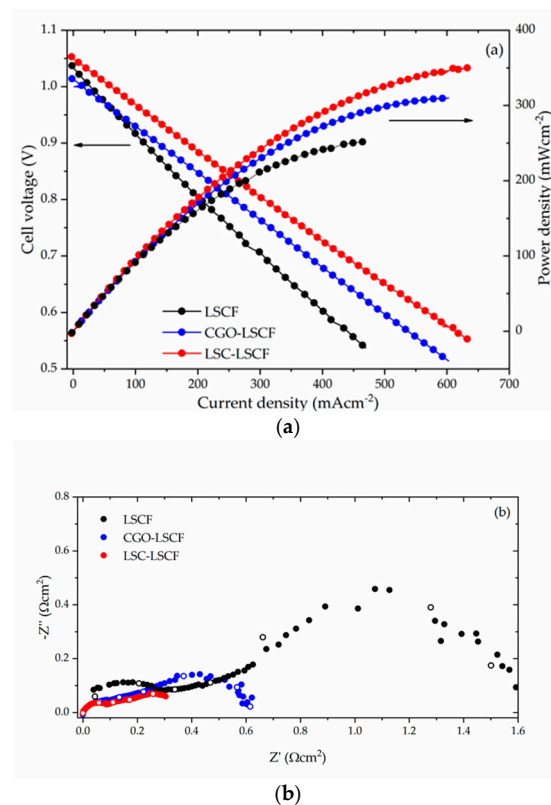 (a)
1.1
1.0
0.9
0.8
0.7
0.6
0.5
400
300
200
100
0
Cell voltage (V)
Power density (mWcm-2)
LSCF
CGO-LSCF
LSC-LSCF
0 100 200 300 400 500 600 700
Current density (mAcm-2)
(a)
(b)
0.8
0.6
0.4
0.2
0.0
-Z'' (Ωcm2)
LSCF
CGO-LSCF
LSC-LSCF
0.0 0.2 0.4 0.6 0.8 1.0 1.2 1.4 1.6
Z' (Ωcm2)
(b)